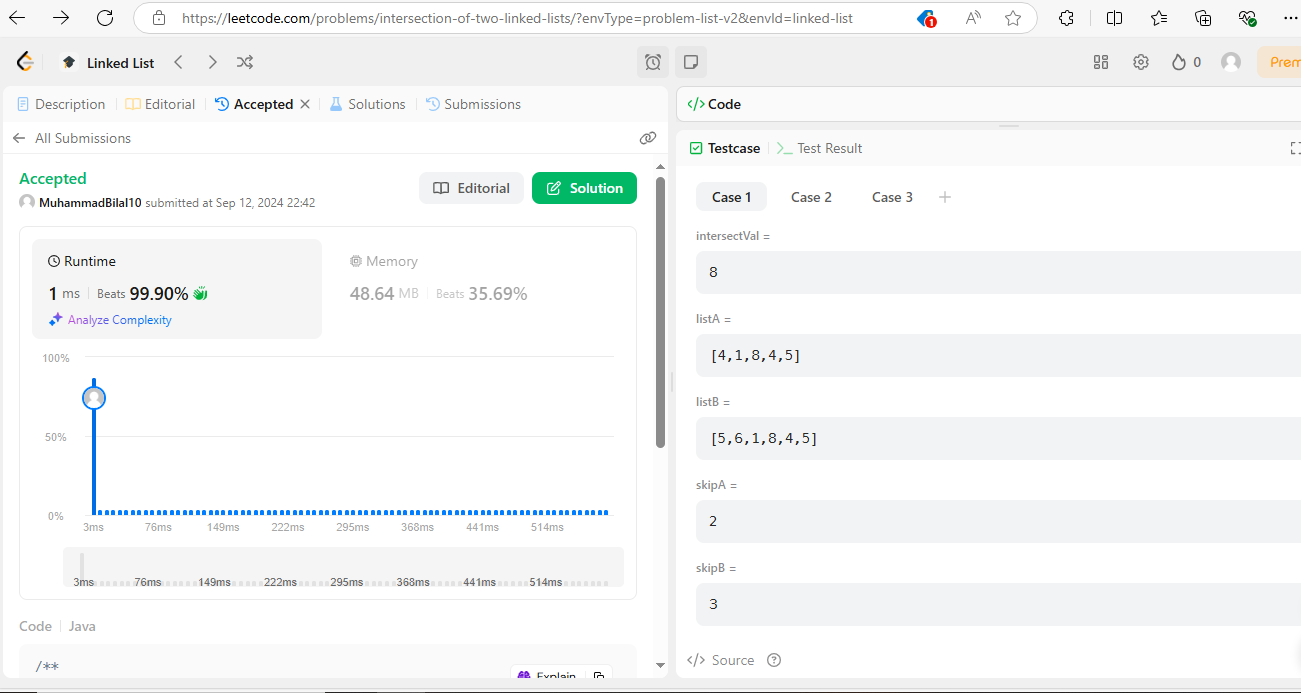 https://leetcode.com/problems/intersection-of-two-linked-lists/?envType=problem-list-v2&envId=linked-list
1
Linked List
0
Prem
Description
Editorial
Accepted
Solutions
Submissions
All Submissions
Accepted
MuhammadBilal10 submitted at Sep 12, 2024 22:42
Editorial
Solution
Runtime
1 ms
Beats 99.90%
Analyze Complexity
Memory
48.64 MB
Beats 35.69%
100%
50%
0%
3ms 76ms 149ms 222ms 295ms 368ms 441ms 514ms
3ms 76ms 149ms 222ms 295ms 368ms 441ms 514ms
Code
Java
/**
Explain
</> Code
Testcase
>_ Test Result
Case 1
Case 2
Case 3
+
intersectVal =
8
listA =
[4,1,8,4,5]
listB =
[5,6,1,8,4,5]
skipA =
2
skipB =
3
</> Source ?